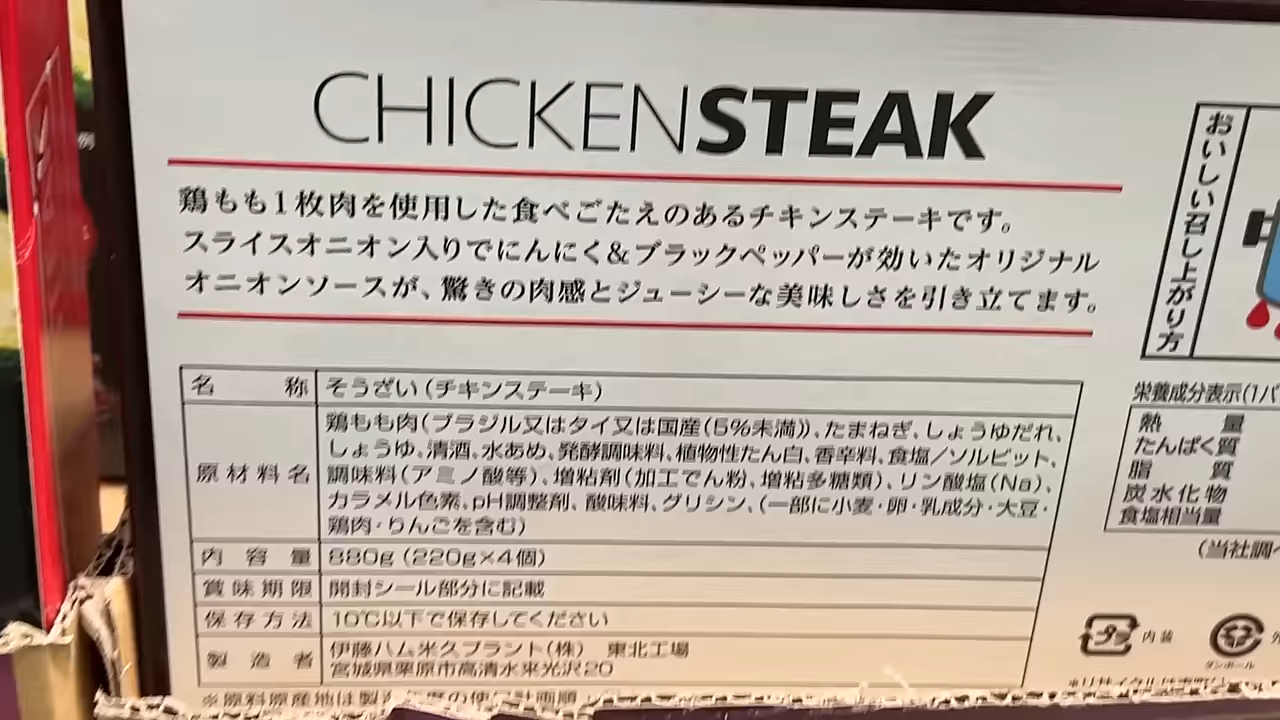 CHICKENSTEAK
鶏もも1枚肉を使用した食べごたえのあるチキンステーキです。
スライスオニオン入りでにんにく&ブラックペッパーが効いたオリジナル
オニオンソースが、驚きの肉感とジューシーな美味しさを引き立てます。
名称 そうざい(チキンステーキ)
原材料名 鶏もも肉(ブラジル又はタイ又は国産(5%未満))、たまねぎ、しょうゆだれ、
しょうゆ、清酒、水あめ、発酵調味料、植物性たん白、香辛料、食塩/ソルビット、
調味料(アミノ酸等)、増粘剤(加工でん粉、増粘多糖類)、リン酸塩(Na)、
カラメル色素、pH調整剤、酸味料、グリシン、(一部に小麦・卵・乳成分・大豆・
鶏肉・りんごを含む)
内容量 880g(220g×4個)
賞味期限 開封シール部分に記載
保存方法 10℃以下で保存してください
製造者 伊藤ハム米久プラント(株) 東北工場
宮城県栗原市高清水来光沢20
※原料原産地は製造年度の使用計画順
おいしい召し上がり方
栄養成分表示(1パ
熱量
たんぱく質
脂質
炭水化物
食塩相当量
(当社調べ
内装
ダンボール
例